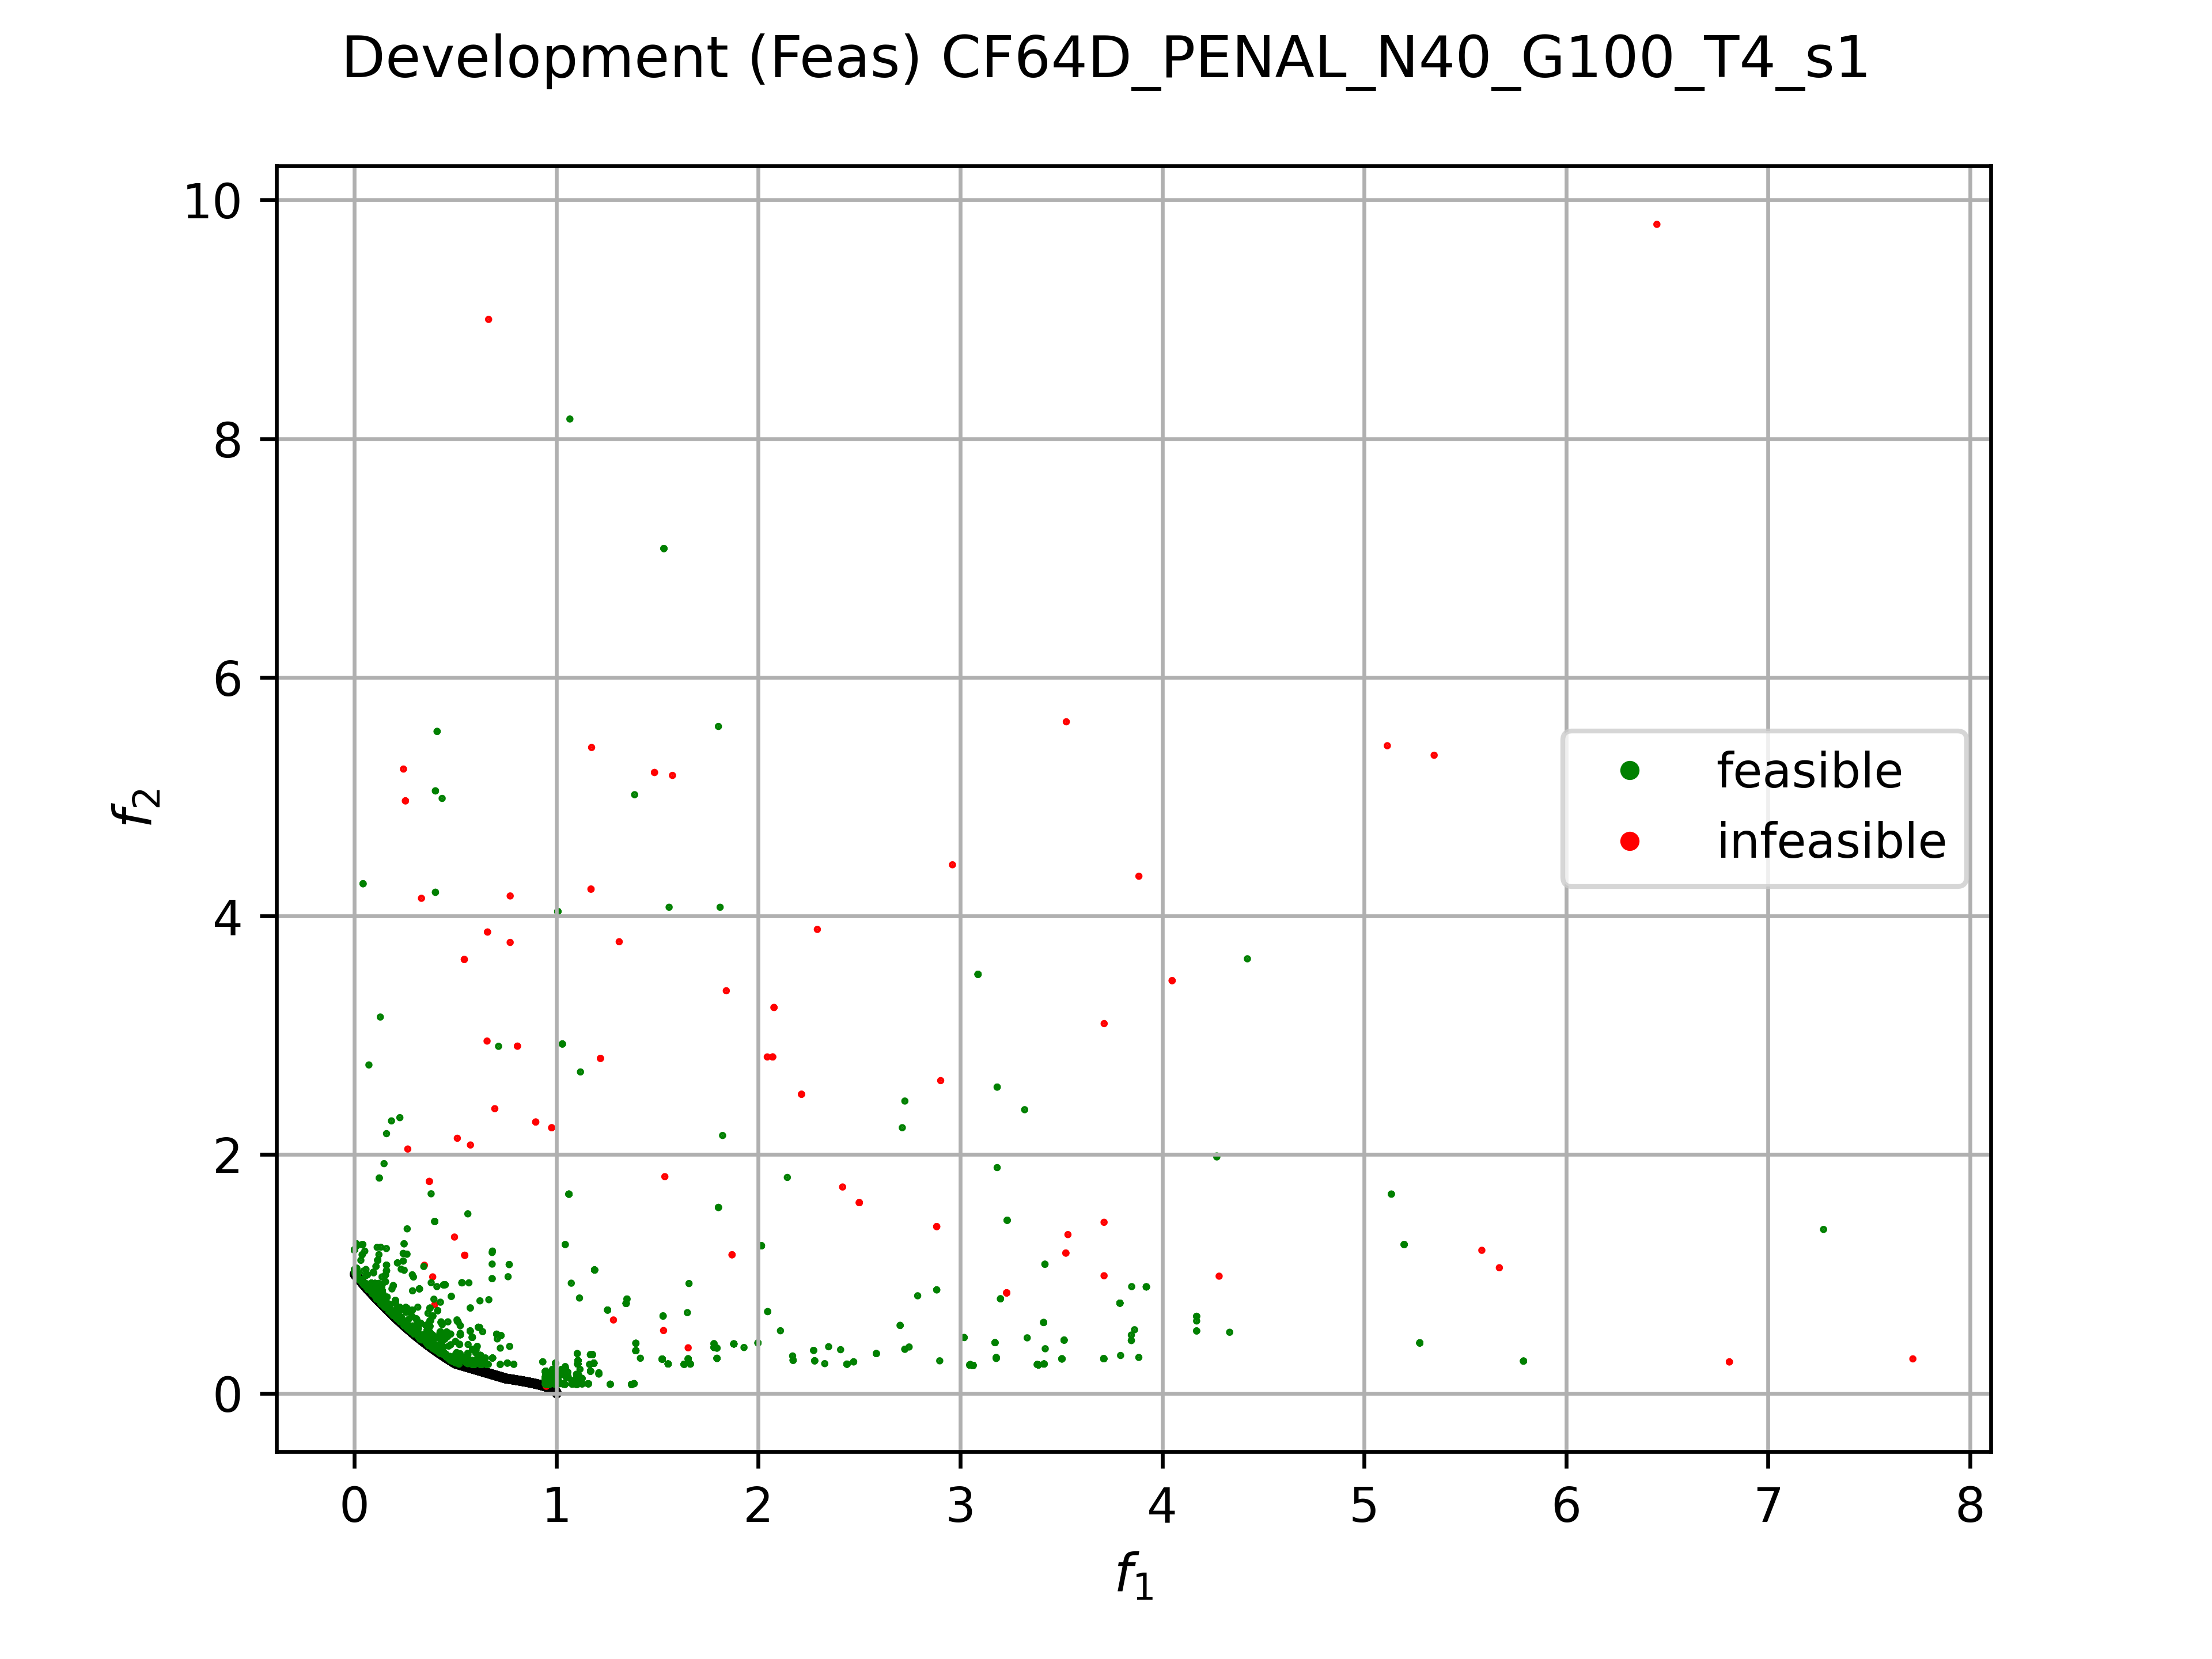 Development (Feas) CF64D_PENAL_N40_G100_T4_s1
10
8
6
4
2
0
f2
feasible
infeasible
0 1 2 3 4 5 6 7 8
f1